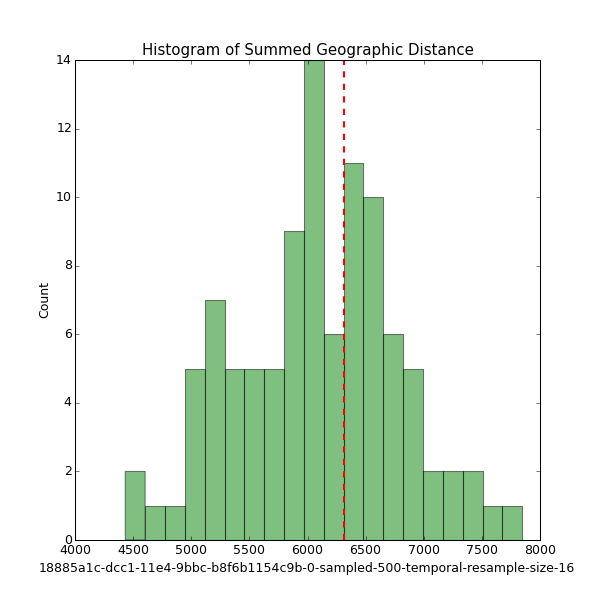 Histogram of Summed Geographic Distance
14
12
10
8
6
4
2
0
Count
4000 4500 5000 5500 6000 6500 7000 7500 8000
18885a1c-dcc1-11e4-9bbc-b8f6b1154c9b-0-sampled-500-temporal-resample-size-16